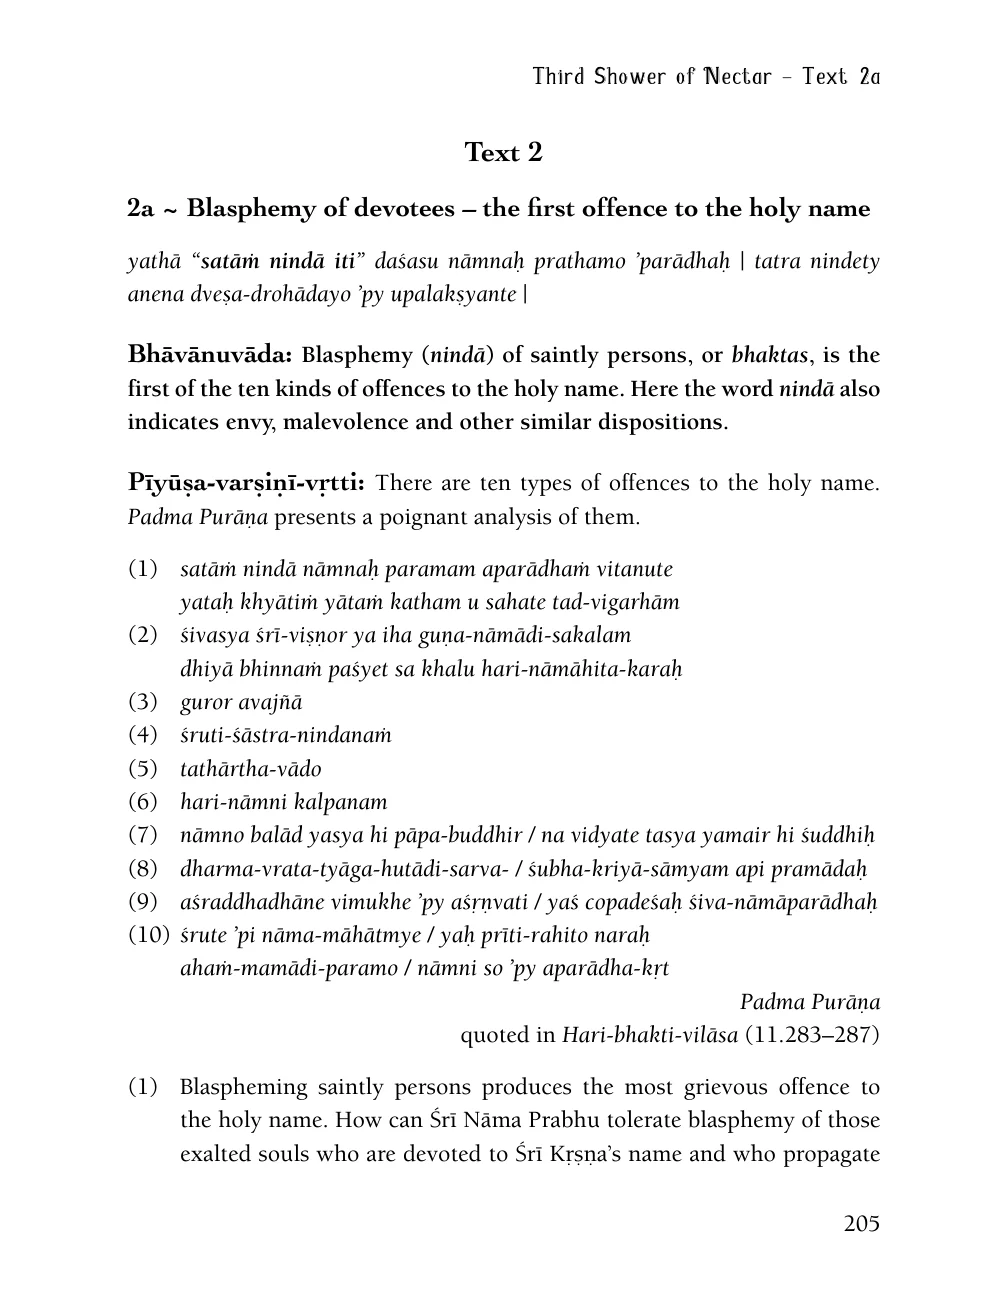 Third Shower of Nectar – Text 2a
Text 2
2a ~ Blasphemy of devotees – the first offence to the holy name
yathā “satāṁ nindā iti” daśasu nāmnaḥ prathamo ’parādhaḥ | tatra nindety
anena dveṣa-drohādayo ’py upalakṣyante |
Bhāvānuvāda: Blasphemy (nindā) of saintly persons, or bhaktas, is the
first of the ten kinds of offences to the holy name. Here the word nindā also
indicates envy, malevolence and other similar dispositions.
Pīyūṣa-varṣiṇī-vṛtti: There are ten types of offences to the holy name.
Padma Purāṇa presents a poignant analysis of them.
(1) satāṁ nindā nāmnaḥ paramam aparādhaṁ vitanute
yataḥ khyātiṁ yātaṁ katham u sahate tad-vigarhām
(2) śivasya śrī-viṣṇor ya iha guṇa-nāmādi-sakalam
dhiyā bhinnaṁ paśyet sa khalu hari-nāmāhita-karaḥ
(3) guror avajñā
(4) śruti-śāstra-nindanaṁ
(5) tathārtha-vādo
(6) hari-nāmni kalpanam
(7) nāmno balād yasya hi pāpa-buddhir / na vidyate tasya yamair hi śuddhiḥ
(8) dharma-vrata-tyāga-hutādi-sarva- / śubha-kriyā-sāmyam api pramādaḥ
(9) aśraddhadhāne vimukhe ’py aśṛṇvati / yaś copadeśaḥ śiva-nāmāparādhaḥ
(10) śrute ’pi nāma-māhātmye / yaḥ prīti-rahito naraḥ
ahaṁ-mamādi-paramo / nāmni so ’py aparādha-kṛt
Padma Purāṇa
quoted in Hari-bhakti-vilāsa (11.283–287)
(1) Blaspheming saintly persons produces the most grievous offence to
the holy name. How can Śrī Nāma Prabhu tolerate blasphemy of those
exalted souls who are devoted to Śrī Kṛṣṇa’s name and who propagate
205